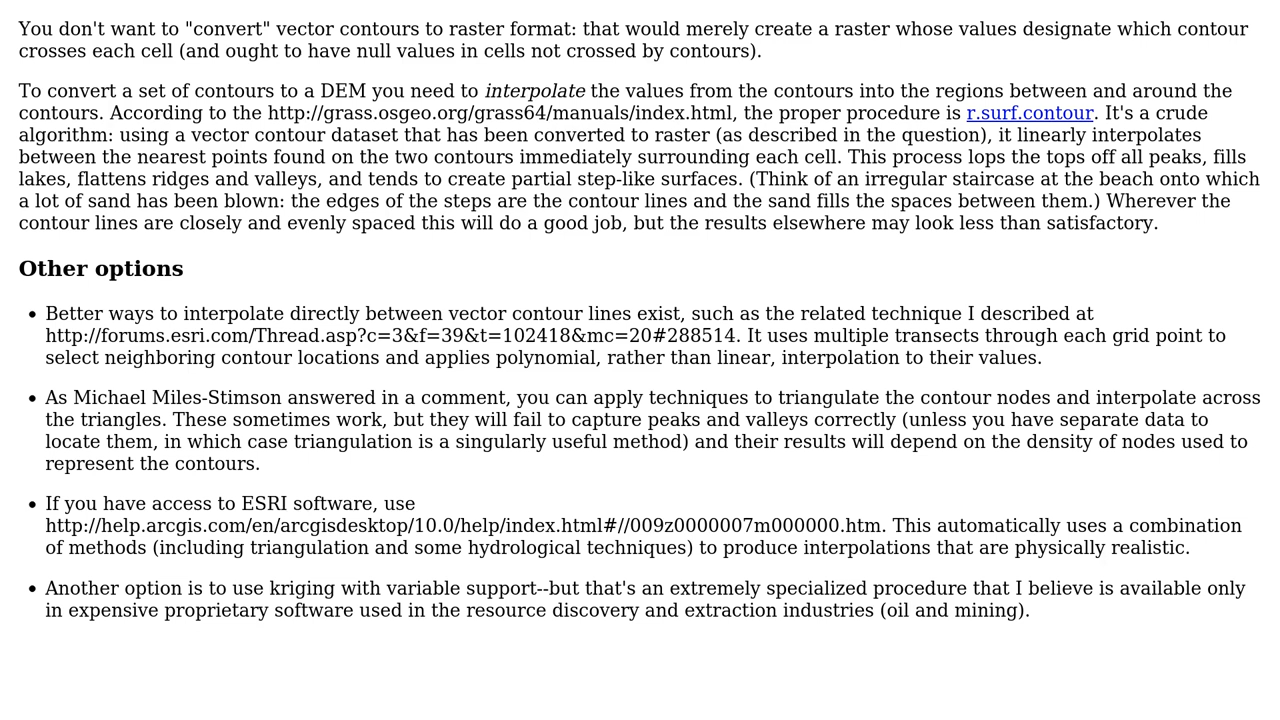 You don't want to "convert" vector contours to raster format: that would merely create a raster whose values designate which contour
crosses each cell (and ought to have null values in cells not crossed by contours).
To convert a set of contours to a DEM you need to interpolate the values from the contours into the regions between and around the
contours. According to the http://grass.osgeo.org/grass64/manuals/index.html, the proper procedure is r.surf.contour. It's a crude
algorithm: using a vector contour dataset that has been converted to raster (as described in the question), it linearly interpolates
between the nearest points found on the two contours immediately surrounding each cell. This process lops the tops off all peaks, fills
lakes, flattens ridges and valleys, and tends to create partial step-like surfaces. (Think of an irregular staircase at the beach onto which
a lot of sand has been blown: the edges of the steps are the contour lines and the sand fills the spaces between them.) Wherever the
contour lines are closely and evenly spaced this will do a good job, but the results elsewhere may look less than satisfactory.
Other options
• Better ways to interpolate directly between vector contour lines exist, such as the related technique I described at
http://forums.esri.com/Thread.asp?c=3&f=39&t=102418&mc=20#288514. It uses multiple transects through each grid point to
select neighboring contour locations and applies polynomial, rather than linear, interpolation to their values.
• As Michael Miles-Stimson answered in a comment, you can apply techniques to triangulate the contour nodes and interpolate across
the triangles. These sometimes work, but they will fail to capture peaks and valleys correctly (unless you have separate data to
locate them, in which case triangulation is a singularly useful method) and their results will depend on the density of nodes used to
represent the contours.
• If you have access to ESRI software, use
http://help.arcgis.com/en/arcgisdesktop/10.0/help/index.html#//009z0000007m000000.htm. This automatically uses a combination
of methods (including triangulation and some hydrological techniques) to produce interpolations that are physically realistic.
• Another option is to use kriging with variable support--but that's an extremely specialized procedure that I believe is available only
in expensive proprietary software used in the resource discovery and extraction industries (oil and mining).